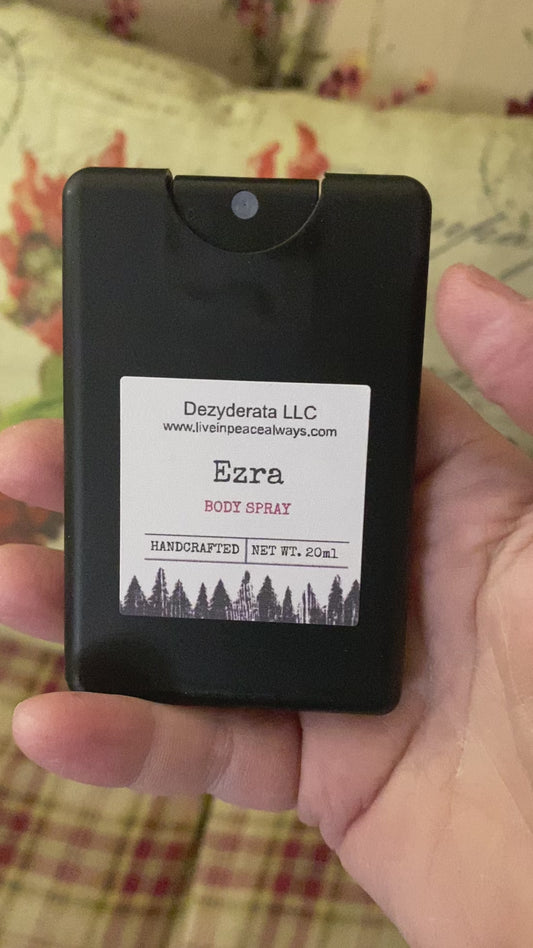 Dezyderata LLC
www.liveinpeacealways.com
Ezra
BODY SPRAY
HANDCRAFTED NET WT. 20ml